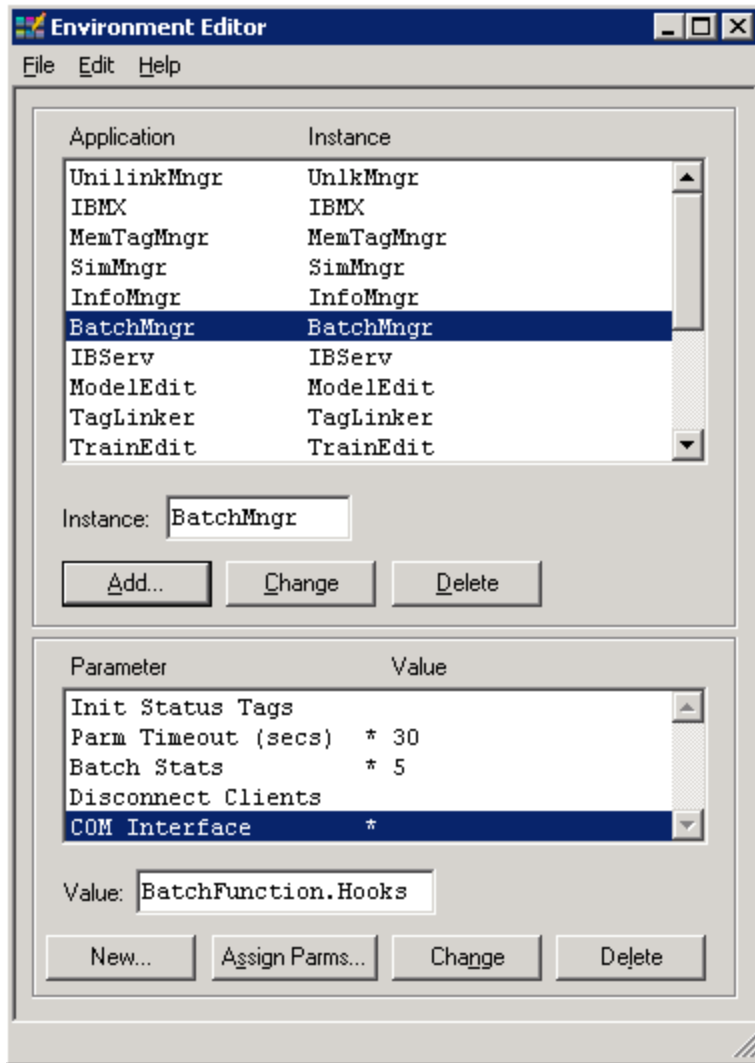 Environment Editor
File Edit Help
Application Instance
UnilinkMngr UnlkMngr
IBMX IBMX
MemTagMngr MemTagMngr
SimMngr SimMngr
InfoMngr InfoMngr
BatchMngr BatchMngr
IBServ IBServ
ModelEdit ModelEdit
TagLinker TagLinker
TrainEdit TrainEdit
Instance: BatchMngr
Add... Change Delete
Parameter Value
Init Status Tags
Parm Timeout (secs) * 30
Batch Stats * 5
Disconnect Clients
COM Interface *
Value: BatchFunction.Hooks
New... Assign Parms... Change Delete